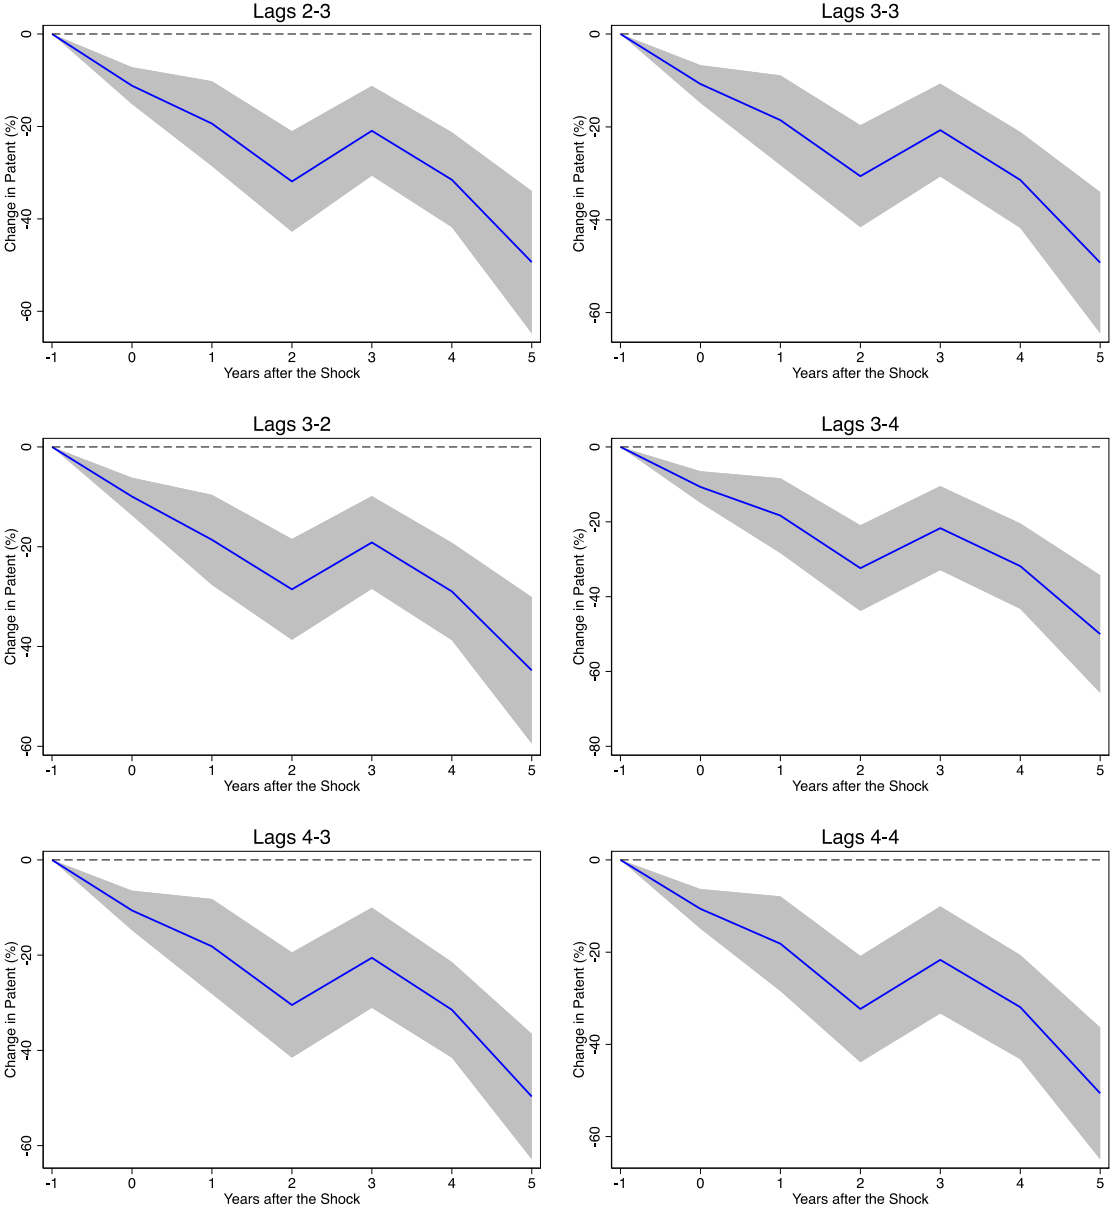 Lags 2-3
Change in Patent (%)
0
-20
-40
-60
-1 0 1 2 3 4 5
Years after the Shock
Lags 3-3
Change in Patent (%)
0
-20
-40
-60
-1 0 1 2 3 4 5
Years after the Shock
Lags 3-2
Change in Patent (%)
0
-20
-40
-60
-1 0 1 2 3 4 5
Years after the Shock
Lags 3-4
Change in Patent (%)
0
-20
-40
-60
-80
-1 0 1 2 3 4 5
Years after the Shock
Lags 4-3
Change in Patent (%)
0
-20
-40
-60
-1 0 1 2 3 4 5
Years after the Shock
Lags 4-4
Change in Patent (%)
0
-20
-40
-60
-1 0 1 2 3 4 5
Years after the Shock